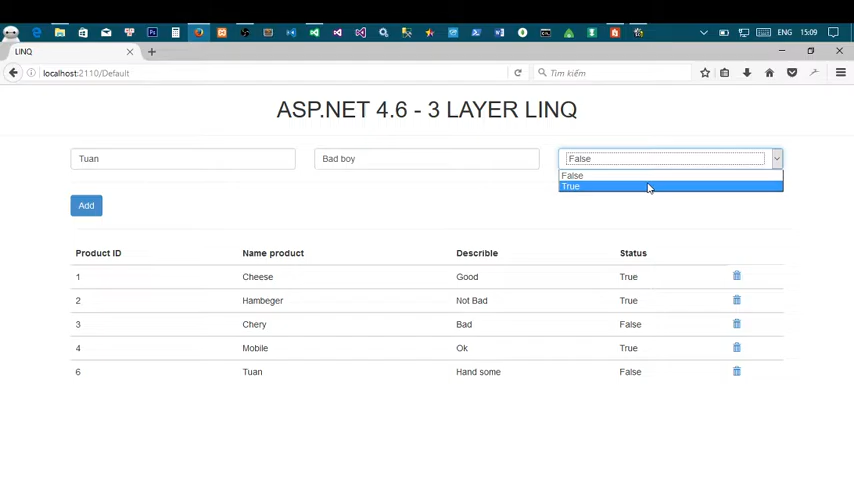 ENG 15:09
LINQ
localhost:2110/Default
Tìm kiếm
ASP.NET 4.6 - 3 LAYER LINQ
Tuan Bad boy False
False
True
Add
Product ID Name product Describle Status
1 Cheese Good True
2 Hambeger Not Bad True
3 Chery Bad False
4 Mobile Ok True
6 Tuan Hand some False